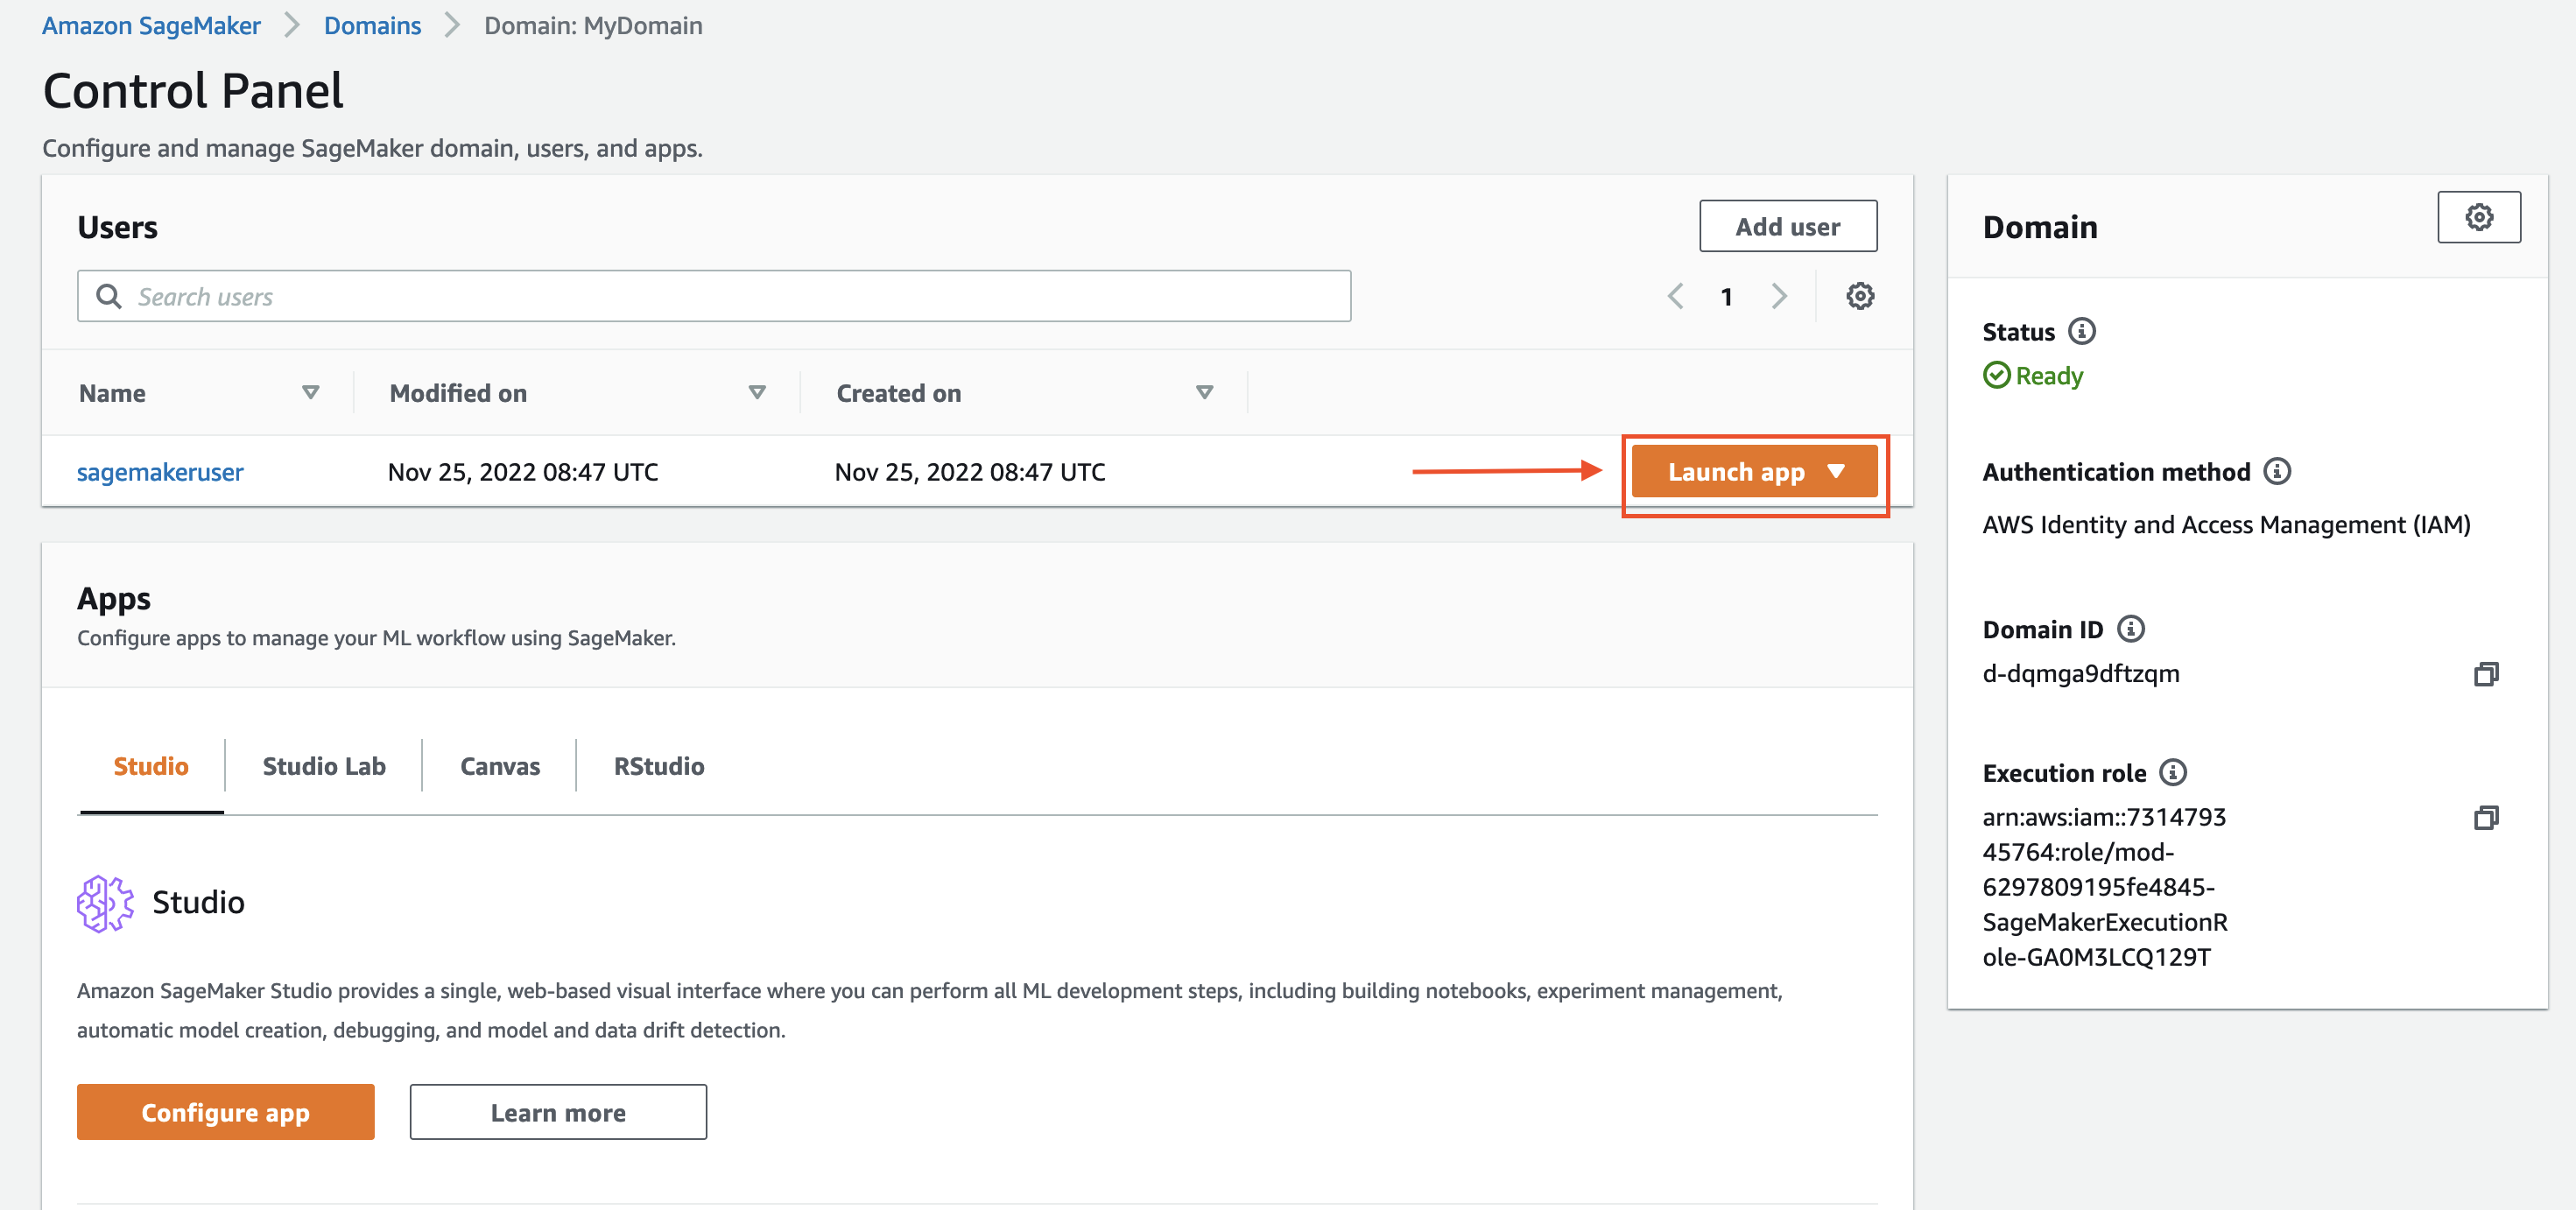 Amazon SageMaker Domains Domain: MyDomain
Control Panel
Configure and manage SageMaker domain, users, and apps.
Users
Add user
Search users
1
Name Modified on Created on
sagemakeruser Nov 25, 2022 08:47 UTC Nov 25, 2022 08:47 UTC Launch app
Apps
Configure apps to manage your ML workflow using SageMaker.
Studio Studio Lab Canvas RStudio
Studio
Amazon SageMaker Studio provides a single, web-based visual interface where you can perform all ML development steps, including building notebooks, experiment management,
automatic model creation, debugging, and model and data drift detection.
Configure app Learn more
Domain
Status
Ready
Authentication method
AWS Identity and Access Management (IAM)
Domain ID
d-dqmga9dftzqm
Execution role
arn:aws:iam::7314793
45764:role/mod-
6297809195fe4845-
SageMakerExecutionR
ole-GA0M3LCQ129T